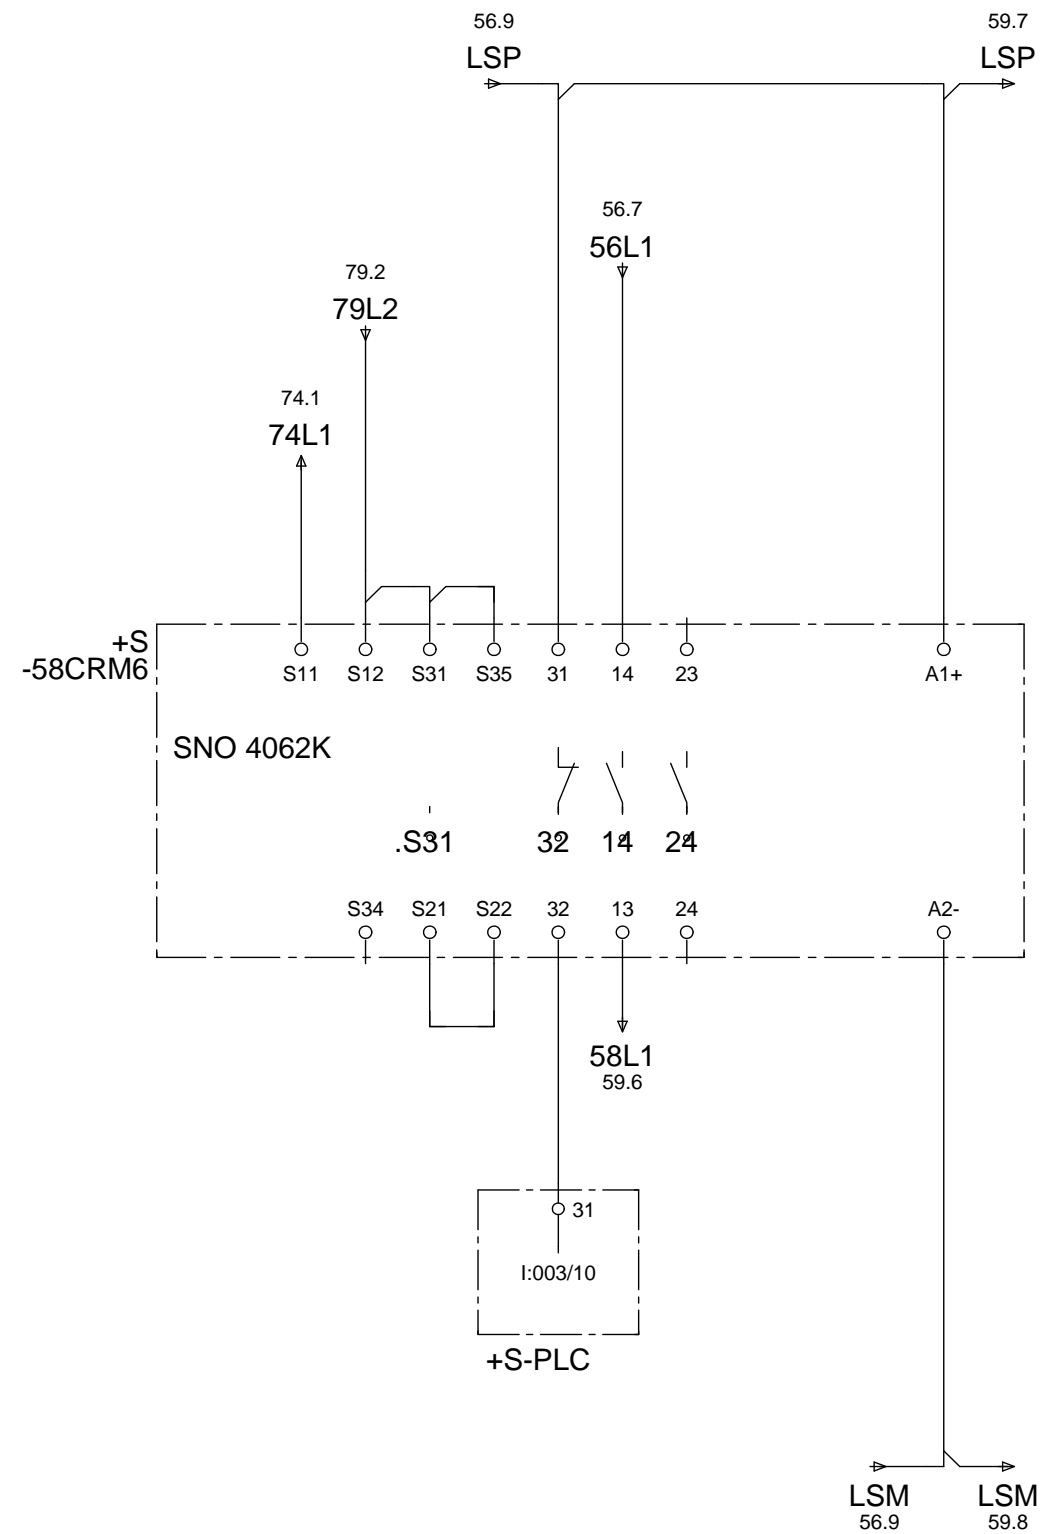 56.9 59.7
LSP LSP
56.7
56L1
79.2
79L2
74.1
74L1
+S
-58CRM6
S11 S12 S31 S35 31 14 23 A1+
SNO 4062K
.S31 32 14 24
S34 S21 S22 32 13 24 A2-
58L1
59.6
31
I:003/10
+S-PLC
LSM LSM
56.9 59.8